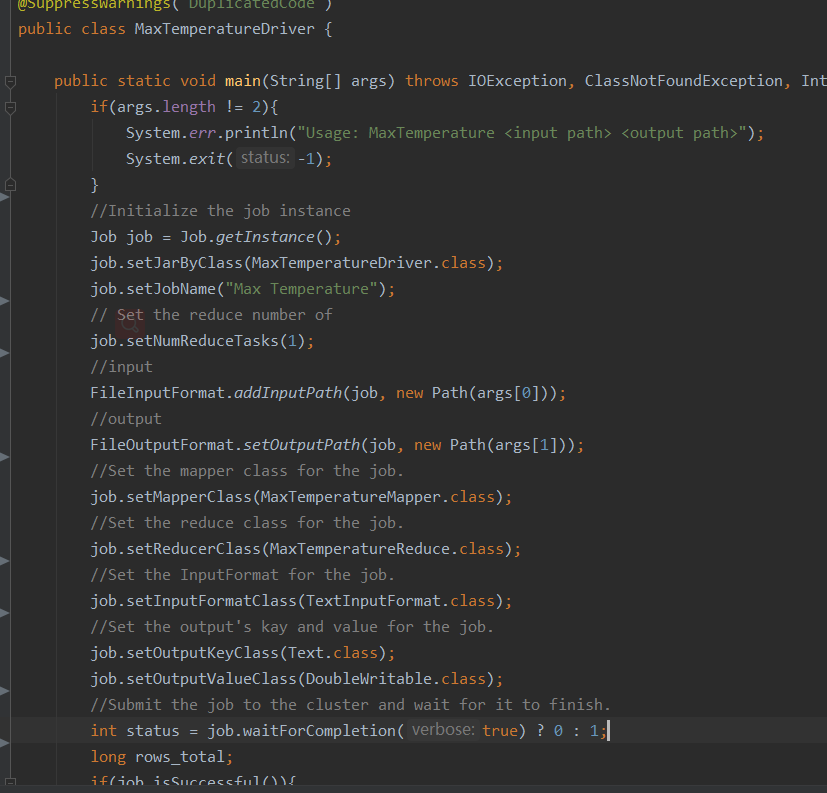 @SuppressWarnings("DuplicatedCode")
public class MaxTemperatureDriver {
public static void main(String[] args) throws IOException, ClassNotFoundException, Int
if(args.length != 2){
System.err.println("Usage: MaxTemperature <input path> <output path>");
System.exit( status: -1);
}
//Initialize the job instance
Job job = Job.getInstance();
job.setJarByClass(MaxTemperatureDriver.class);
job.setJobName("Max Temperature");
// Set the reduce number of
job.setNumReduceTasks(1);
//input
FileInputFormat.addInputPath(job, new Path(args[0]));
//output
FileOutputFormat.setOutputPath(job, new Path(args[1]));
//Set the mapper class for the job.
job.setMapperClass(MaxTemperatureMapper.class);
//Set the reduce class for the job.
job.setReducerClass(MaxTemperatureReduce.class);
//Set the InputFormat for the job.
job.setInputFormatClass(TextInputFormat.class);
//Set the output's kay and value for the job.
job.setOutputKeyClass(Text.class);
job.setOutputValueClass(DoubleWritable.class);
//Submit the job to the cluster and wait for it to finish.
int status = job.waitForCompletion( verbose: true) ? 0 : 1;
long rows_total;
if(job.isSuccessful()){